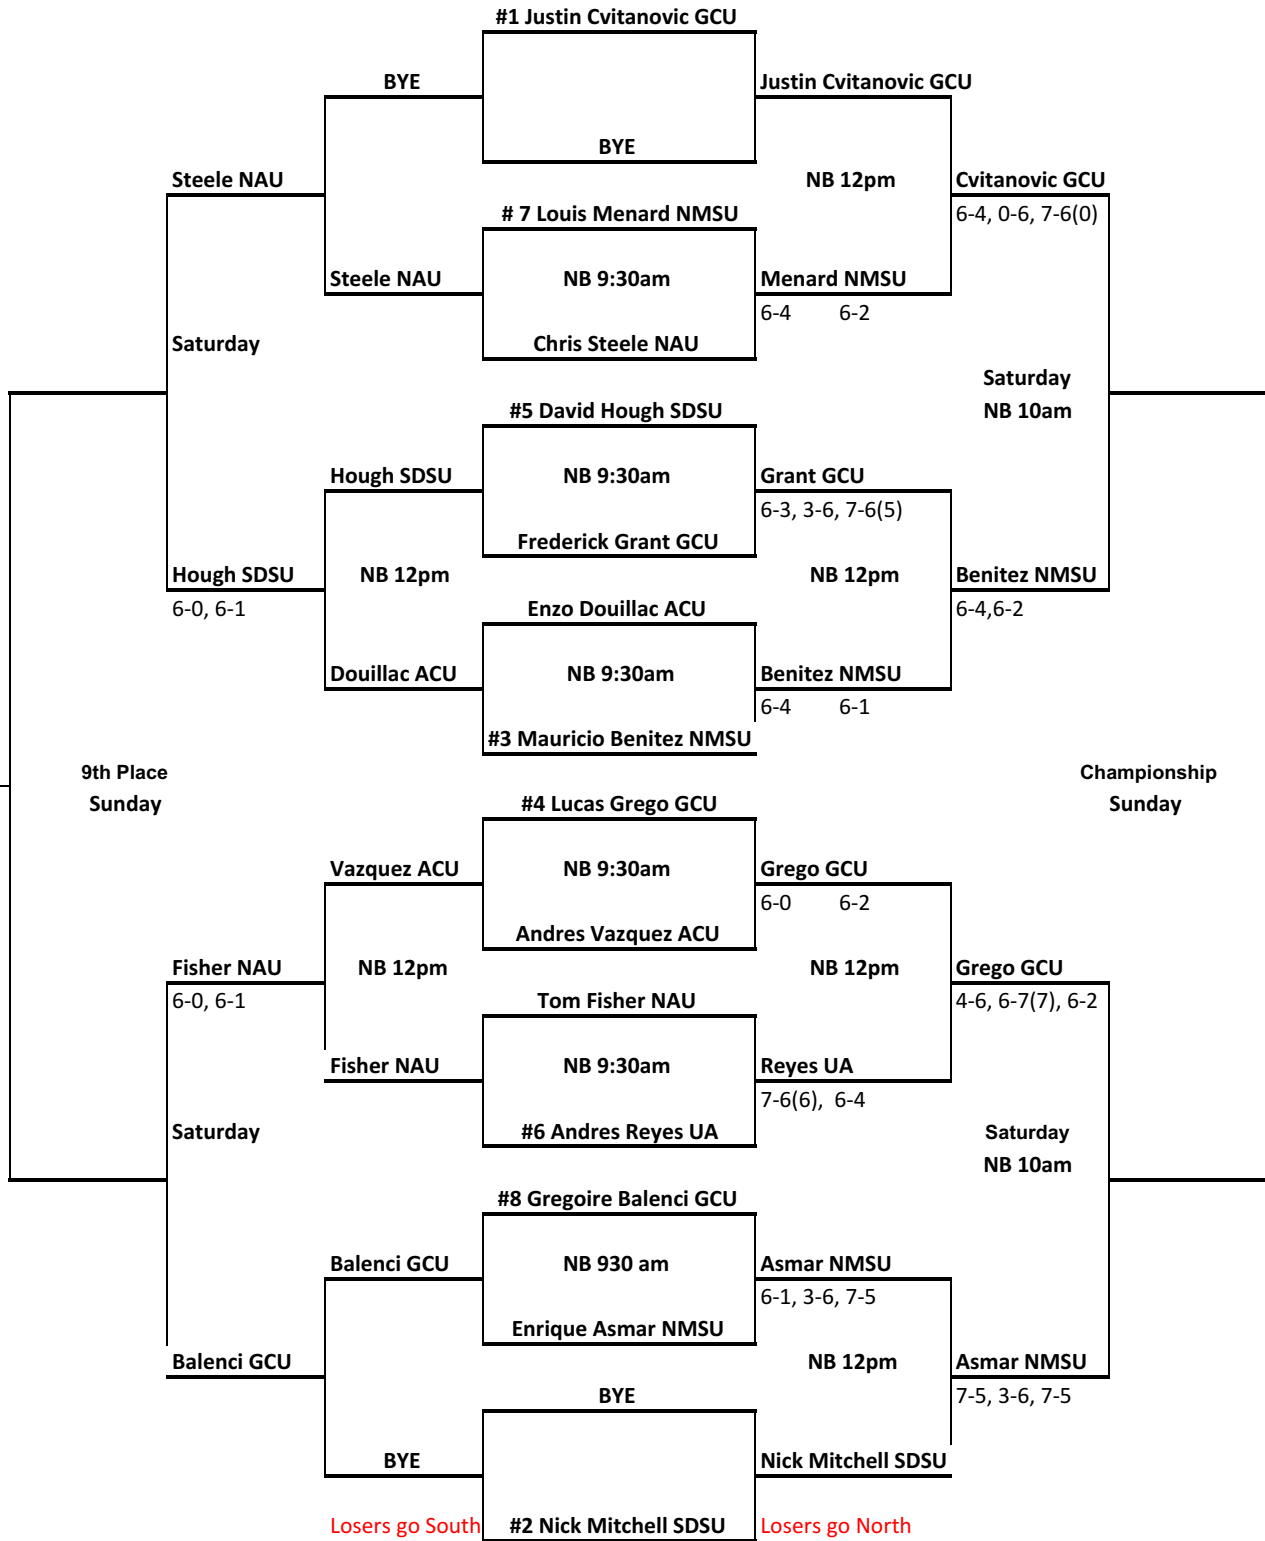 #1 Justin Cvitanovic GCU
BYE
Justin Cvitanovic GCU
BYE
Steele NAU
NB 12pm
Cvitanovic GCU
# 7 Louis Menard NMSU
6-4, 0-6, 7-6(0)
Steele NAU
NB 9:30am
Menard NMSU
6-4 6-2
Saturday
Chris Steele NAU
Saturday
#5 David Hough SDSU
NB 10am
Hough SDSU
NB 9:30am
Grant GCU
6-3, 3-6, 7-6(5)
Frederick Grant GCU
Hough SDSU
NB 12pm
NB 12pm
Benitez NMSU
6-0, 6-1
Enzo Douillac ACU
6-4,6-2
Douillac ACU
NB 9:30am
Benitez NMSU
6-4 6-1
#3 Mauricio Benitez NMSU
9th Place
Championship
Sunday
#4 Lucas Grego GCU
Sunday
Vazquez ACU
NB 9:30am
Grego GCU
6-0 6-2
Andres Vazquez ACU
Fisher NAU
NB 12pm
NB 12pm
Grego GCU
6-0, 6-1
Tom Fisher NAU
4-6, 6-7(7), 6-2
Fisher NAU
NB 9:30am
Reyes UA
7-6(6), 6-4
Saturday
#6 Andres Reyes UA
Saturday
NB 10am
#8 Gregoire Balenci GCU
Balenci GCU
NB 930 am
Asmar NMSU
6-1, 3-6, 7-5
Enrique Asmar NMSU
Balenci GCU
NB 12pm
Asmar NMSU
BYE
7-5, 3-6, 7-5
BYE
Nick Mitchell SDSU
Losers go South
#2 Nick Mitchell SDSU
Losers go North